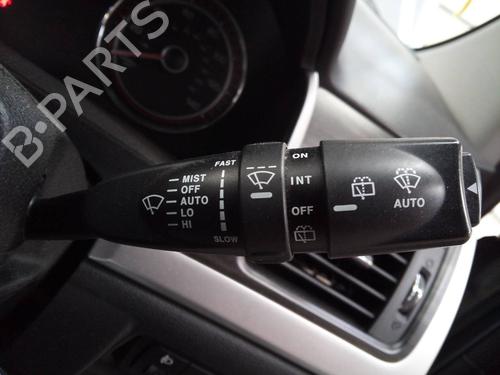 B-PARTS
FAST
ON
MIST
OFF
AUTO
LO
HI
INT
OFF
SLOW
AUTO